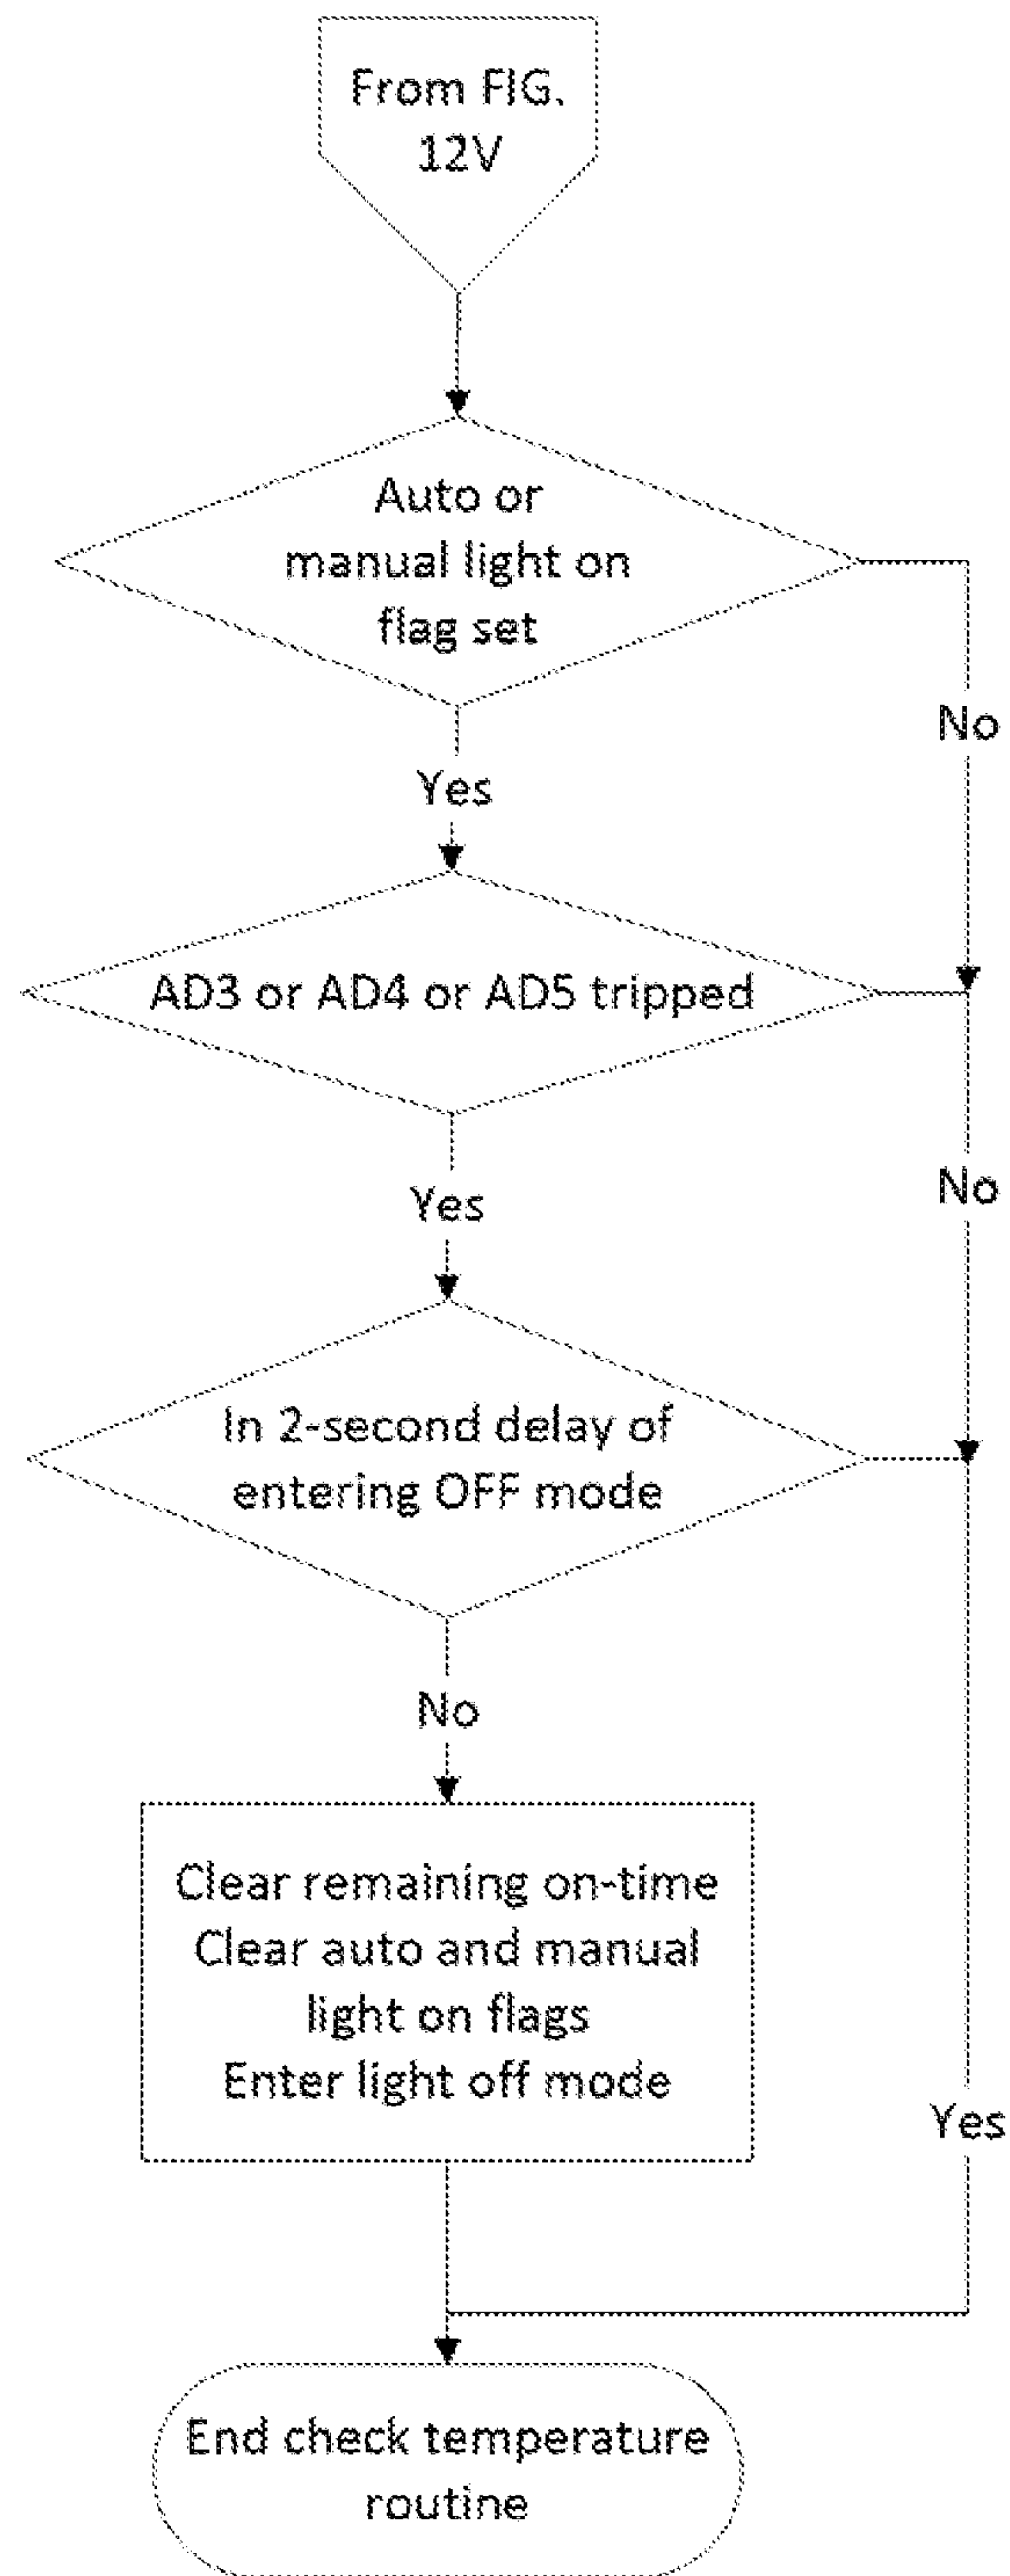 From FIG.
12V
Auto or
manual light on
flag set
No
Yes
AD3 or AD4 or AD5 tripped
No
Yes
In 2-second delay of
entering OFF mode
No
Clear remaining on-time
Clear auto and manual
light on flags
Enter light off mode
Yes
End check temperature
routine